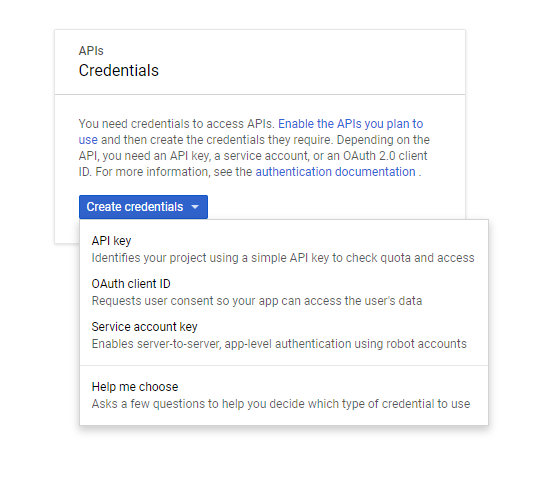 APIs
Credentials
You need credentials to access APIs. Enable the APIs you plan to
use and then create the credentials they require. Depending on the
API, you need an API key, a service account, or an OAuth 2.0 client
ID. For more information, see the authentication documentation .
Create credentials
API key
Identifies your project using a simple API key to check quota and access
OAuth client ID
Requests user consent so your app can access the user's data
Service account key
Enables server-to-server, app-level authentication using robot accounts
Help me choose
Asks a few questions to help you decide which type of credential to use